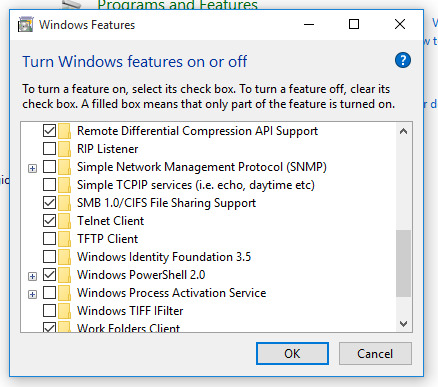 Programs and Features
Windows Features
Turn Windows features on or off
To turn a feature on, select its check box. To turn a feature off, clear its
check box. A filled box means that only part of the feature is turned on.
Remote Differential Compression API Support
RIP Listener
Simple Network Management Protocol (SNMP)
Simple TCPIP services (i.e. echo, daytime etc)
SMB 1.0/CIFS File Sharing Support
Telnet Client
TFTP Client
Windows Identity Foundation 3.5
Windows PowerShell 2.0
Windows Process Activation Service
Windows TIFF IFilter
Work Folders Client
OK
Cancel